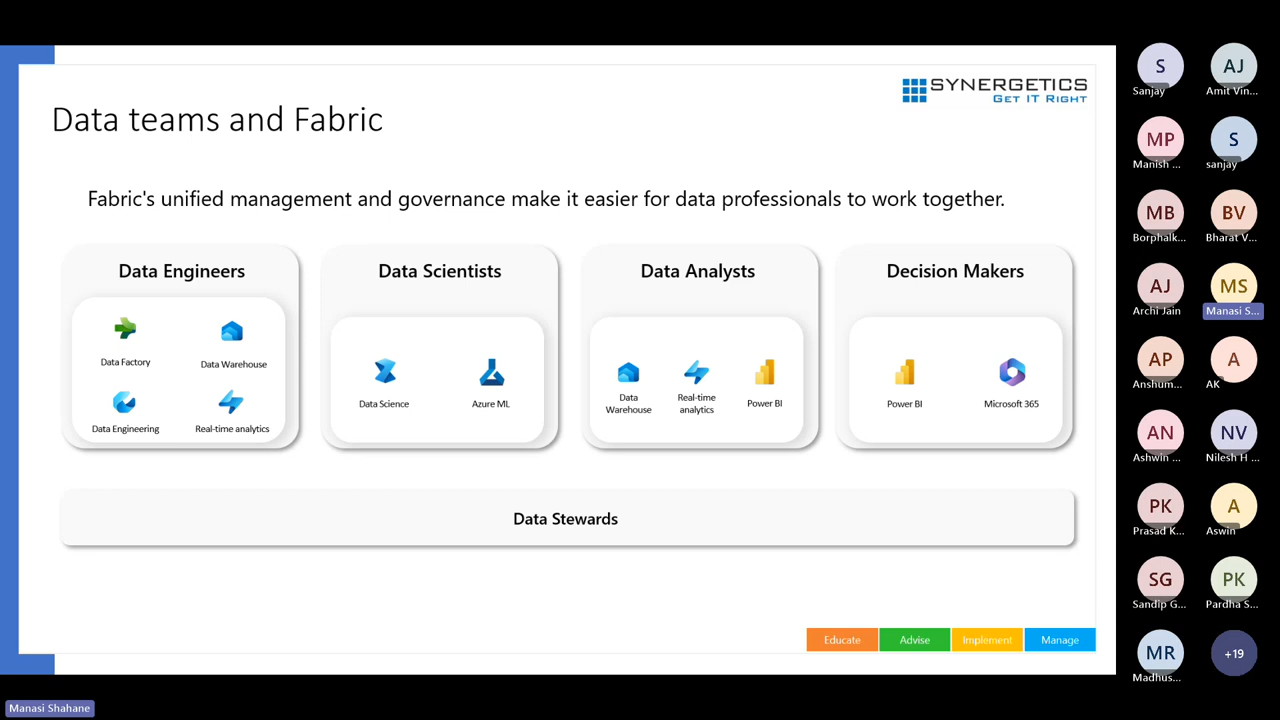 SYNERGETICS
GET IT RIGHT
Data teams and Fabric
Fabric's unified management and governance make it easier for data professionals to work together.
Data Engineers
Data Factory
Data Warehouse
Data Engineering
Real-time analytics
Data Scientists
Data Science
Azure ML
Data Analysts
Data
Warehouse
Real-time
analytics
Power BI
Decision Makers
Power BI
Microsoft 365
Data Stewards
Educate
Advise
Implement
Manage
S
Sanjay
AJ
Amit Vin...
MP
Manish ...
S
sanjay
MB
Borphalk...
BV
Bharat V...
AJ
Archi Jain
MS
Manasi S...
AP
Anshum...
A
AK
AN
Ashwin ...
NV
Nilesh H ...
PK
Prasad K...
A
Aswin
SG
Sandip G...
PK
Pardha S...
MR
Madhus...
+19
Manasi Shahane